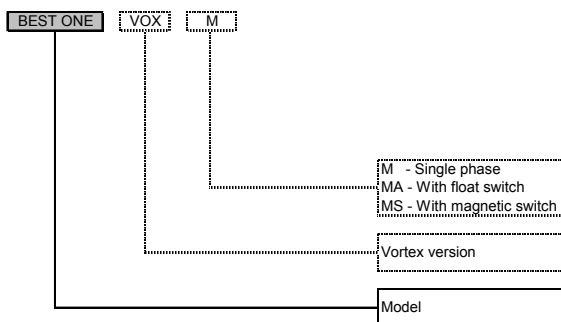 BEST ONE VOX M
M - Single phase
MA - With float switch
MS - With magnetic switch
Vortex version
Model